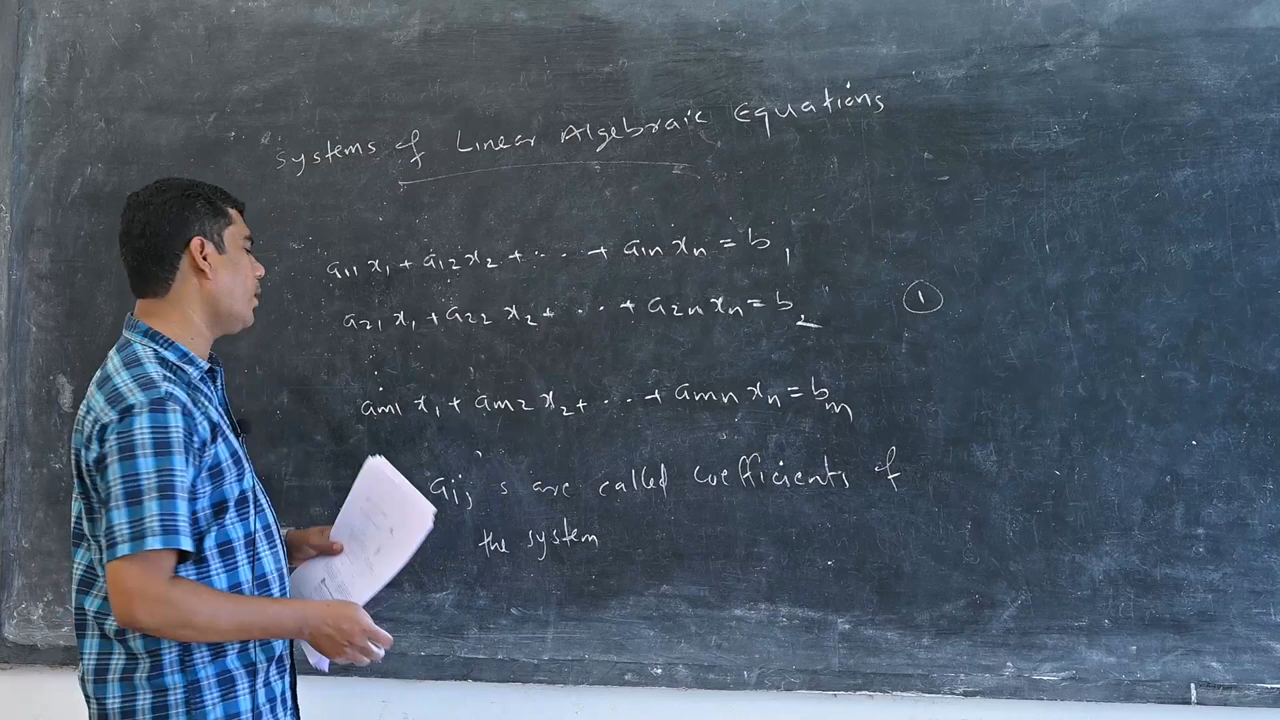 Systems of Linear Algebraic Equations
a11 x1 + a12 x2 + ... + a1n xn = b1
a21 x1 + a22 x2 + ... + a2n xn = b2
①
⋮
am1 x1 + am2 x2 + ... + amn xn = bm
aij's are called coefficients of
the system